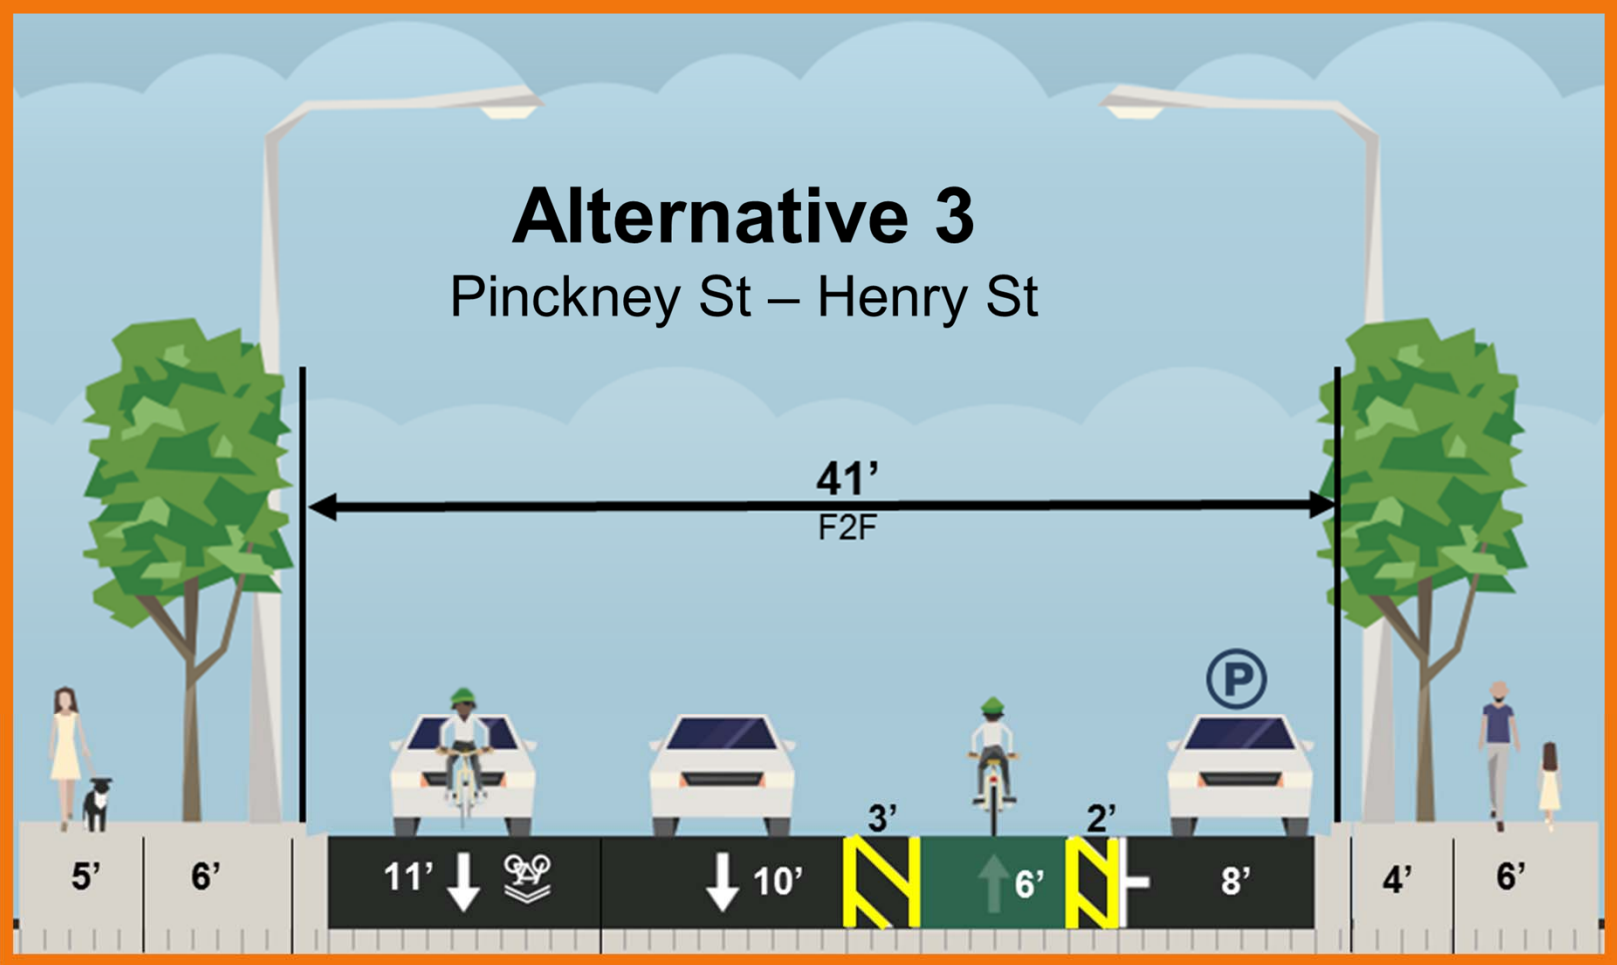 Alternative 3
Pinckney St – Henry St
41’
F2F
P
3’
2’
5’
6’
11’
10’
6’
8’
4’
6’